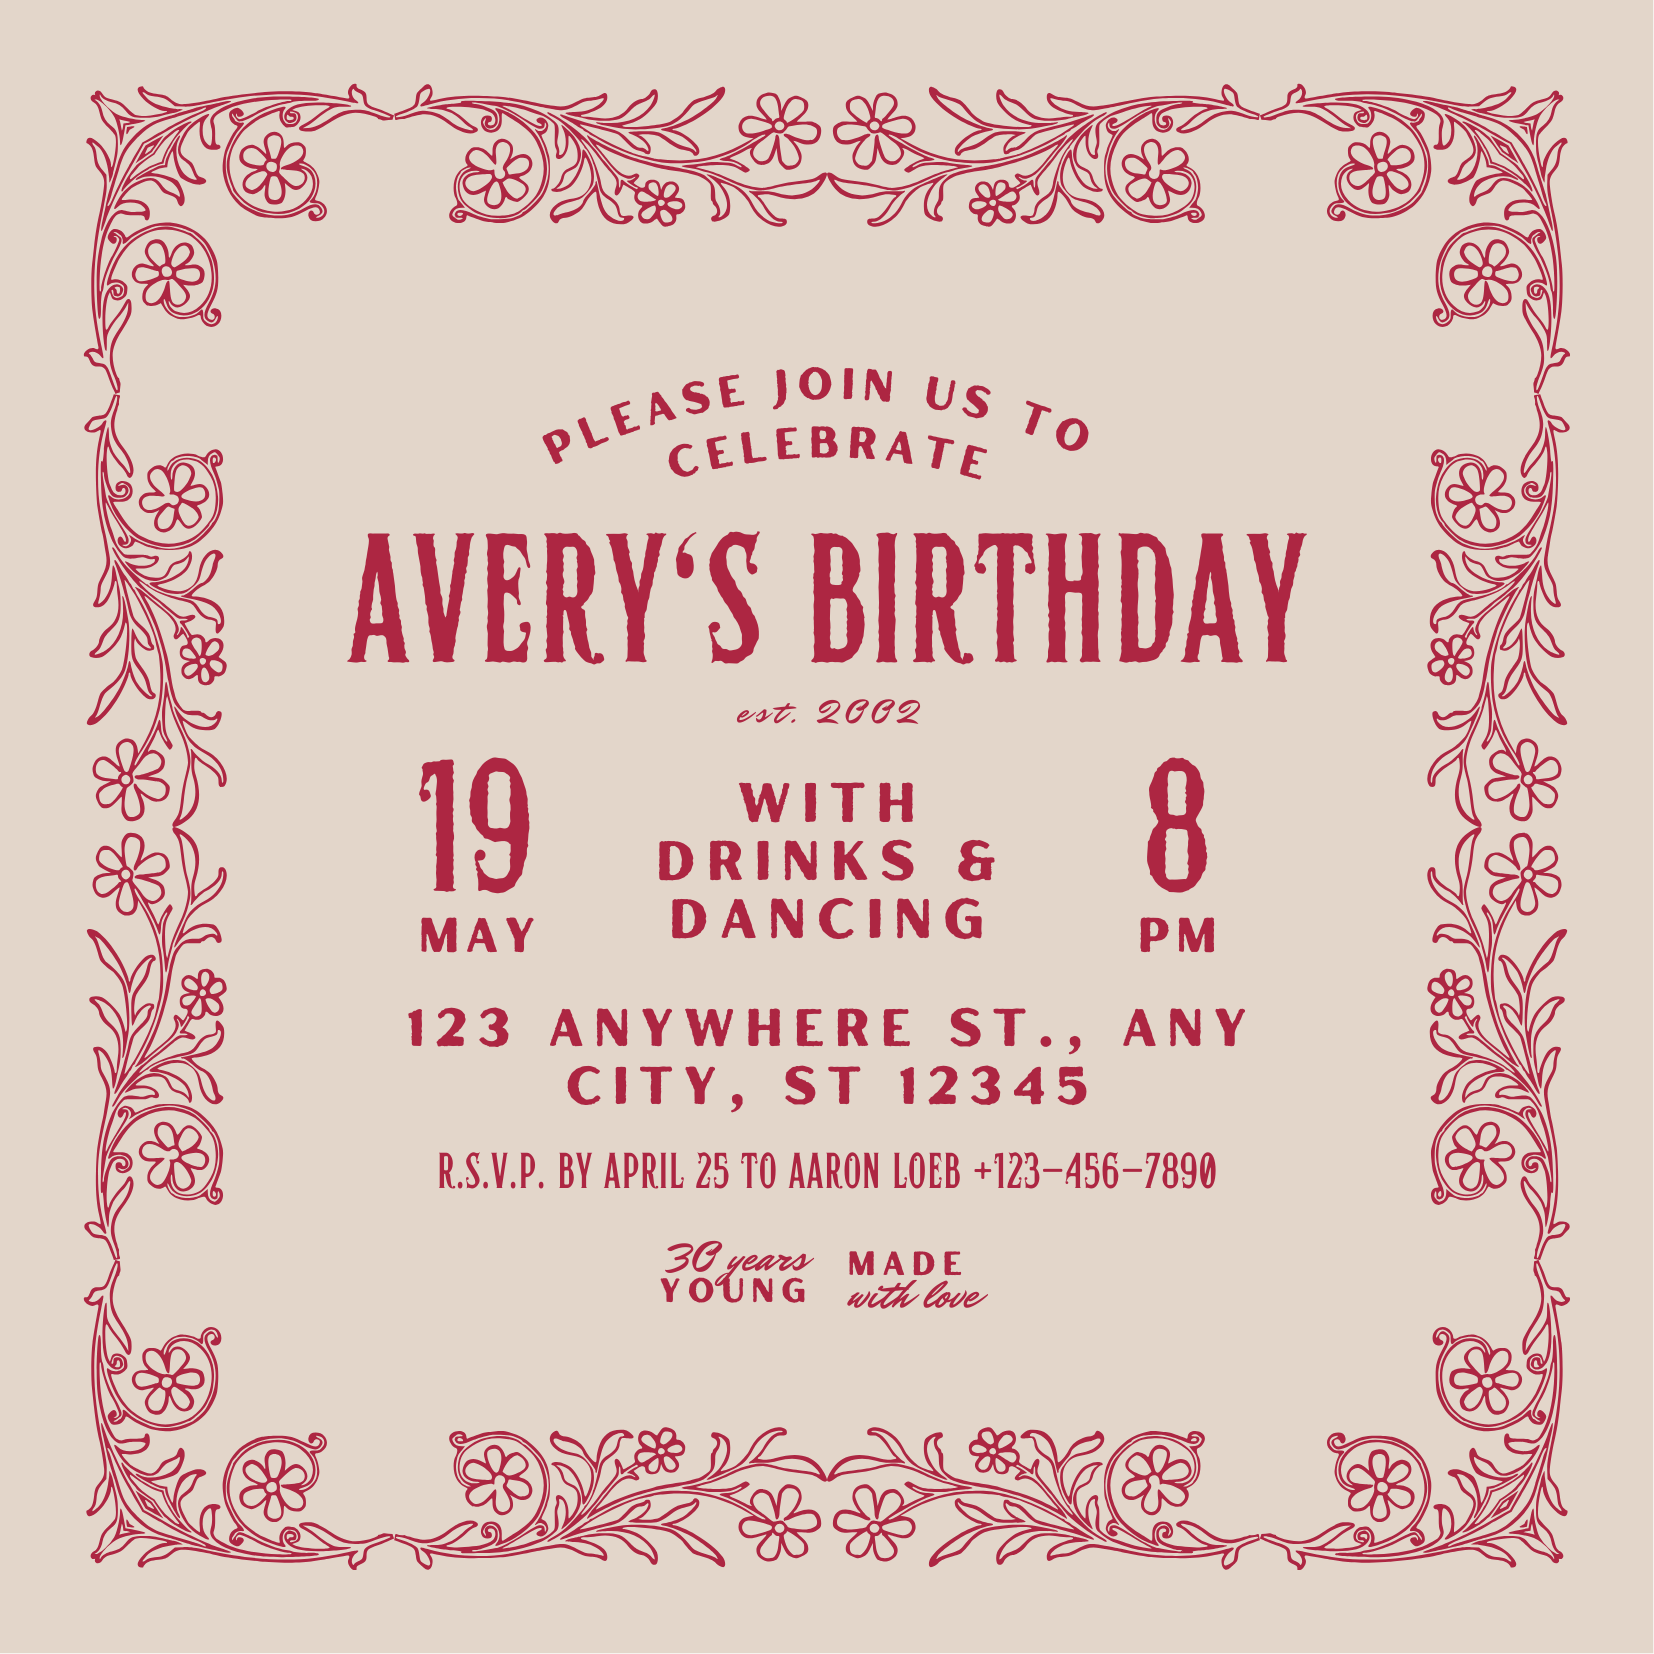 PLEASE JOIN US TO
CELEBRATE
AVERY‘S BIRTHDAY
est. 2002
19
MAY
WITH
DRINKS &
DANCING
8
PM
123 ANYWHERE ST., ANY
CITY, ST 12345
R.S.V.P. BY APRIL 25 TO AARON LOEB +123-456-7890
30 years
YOUNG
MADE
with love